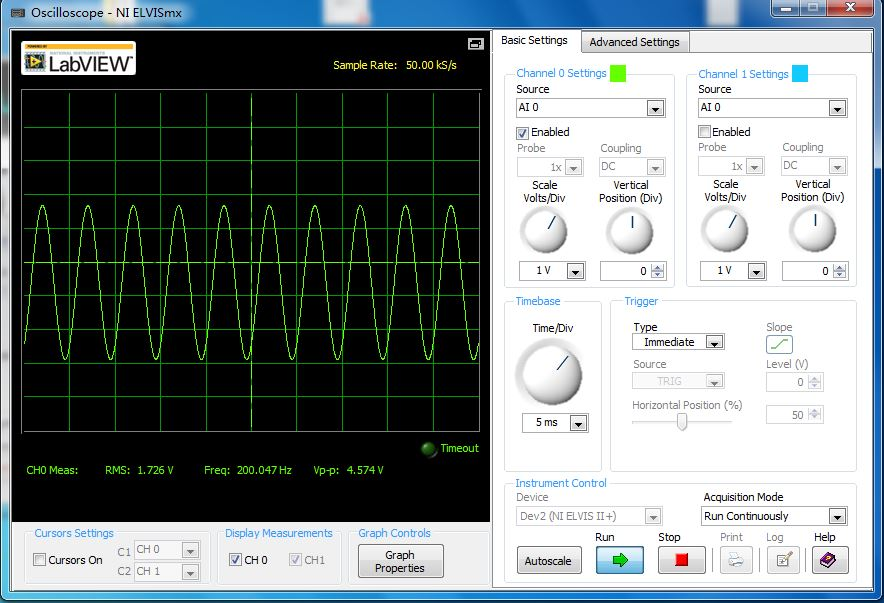 Oscilloscope - NI ELVISmx
POWERED BY
NATIONAL INSTRUMENTS
LabVIEW™
Sample Rate: 50.00 kS/s
CH0 Meas: RMS: 1.726 V Freq: 200.047 Hz Vp-p: 4.574 V
Timeout
Cursors Settings
Cursors On
C1 CH 0
C2 CH 1
Display Measurements
CH 0 CH1
Graph Controls
Graph
Properties
Basic Settings Advanced Settings
Channel 0 Settings
Source
AI 0
Enabled
Probe Coupling
1x DC
Scale
Volts/Div
Vertical
Position (Div)
1 V 0
Channel 1 Settings
Source
AI 0
Enabled
Probe Coupling
1x DC
Scale
Volts/Div
Vertical
Position (Div)
1 V 0
Timebase
Time/Div
5 ms
Trigger
Type
Immediate
Source
TRIG
Horizontal Position (%)
Slope
Level (V)
0
50
Instrument Control
Device
Dev2 (NI ELVIS II+)
Acquisition Mode
Run Continuously
Autoscale
Run Stop Print Log Help